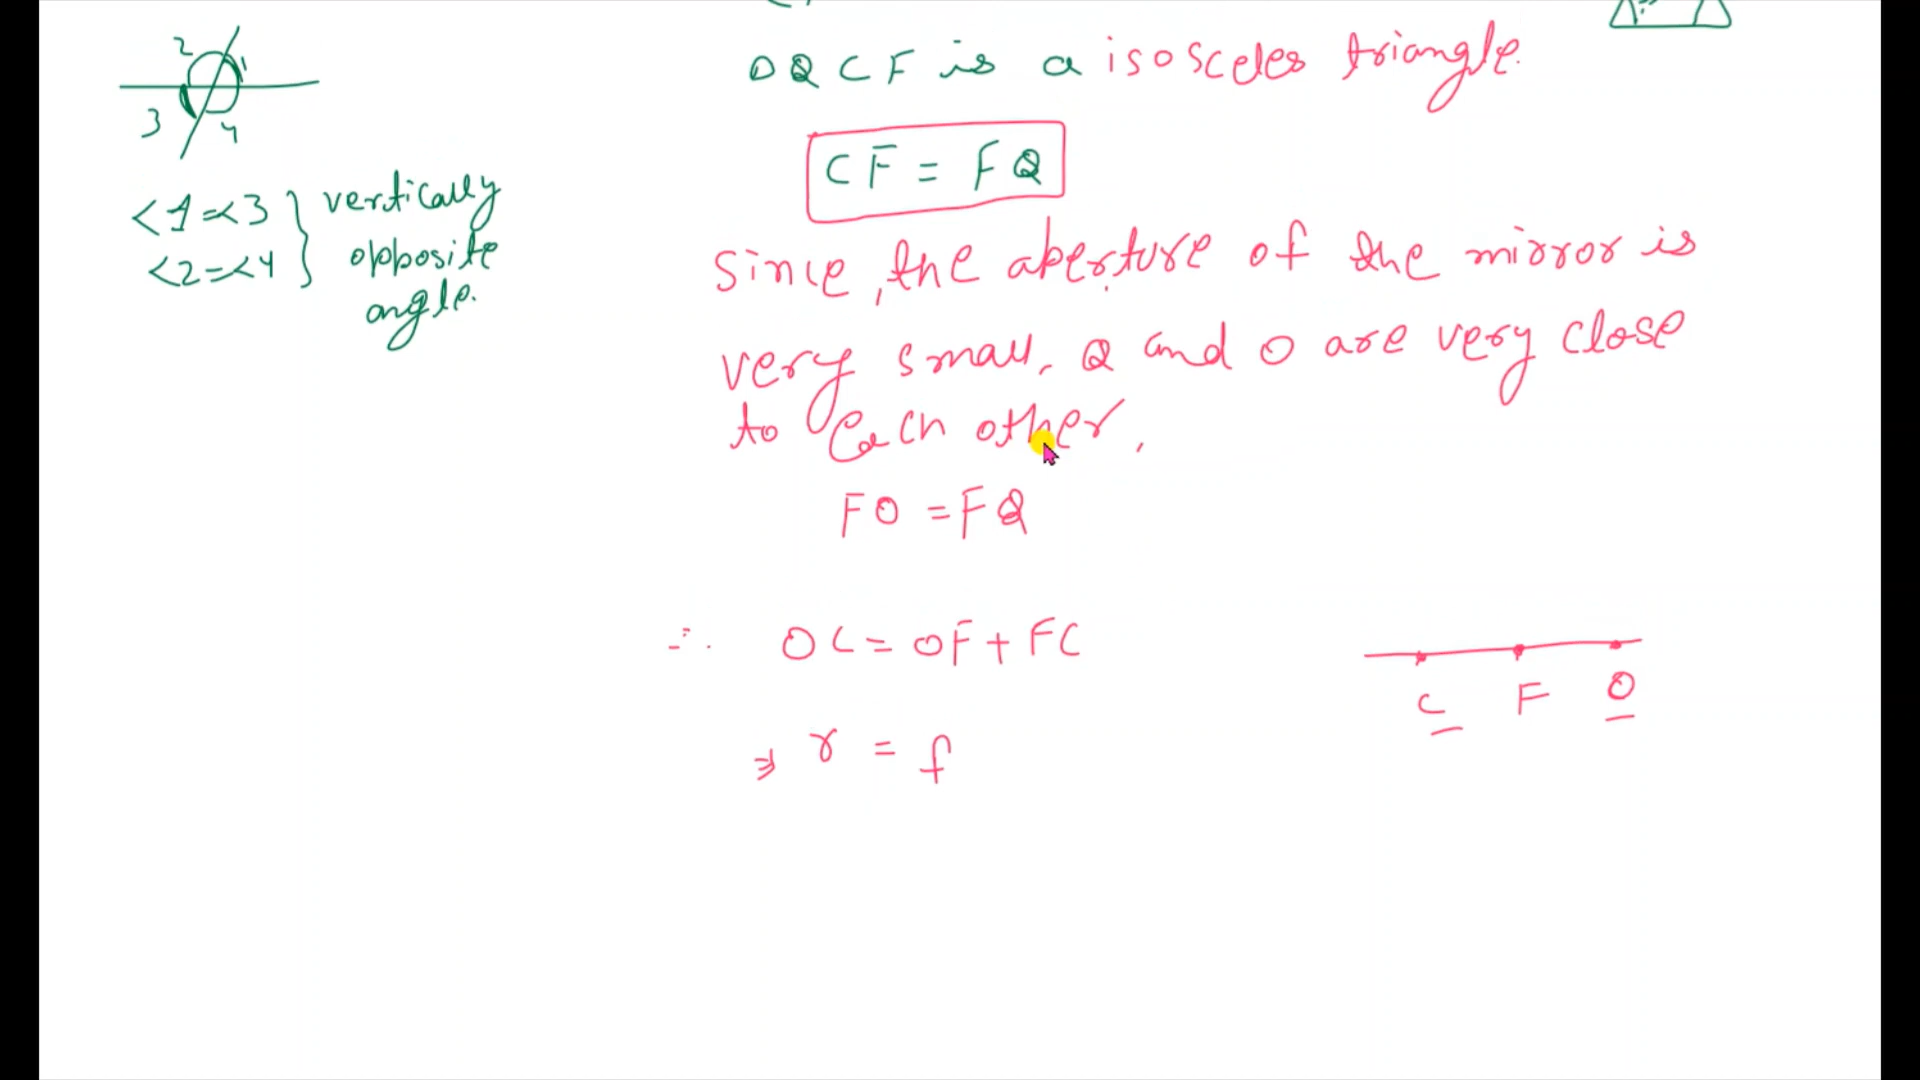 2
1
3
4
<1=<3
<2=<4
vertically
opposite
angle.
∆QCF is a isosceles triangle.
CF = FQ
Since, the aperture of the mirror is
very small, Q and O are very close
to each other,
FO = FQ
∴ OC = OF + FC
⇒ r = f
C F O